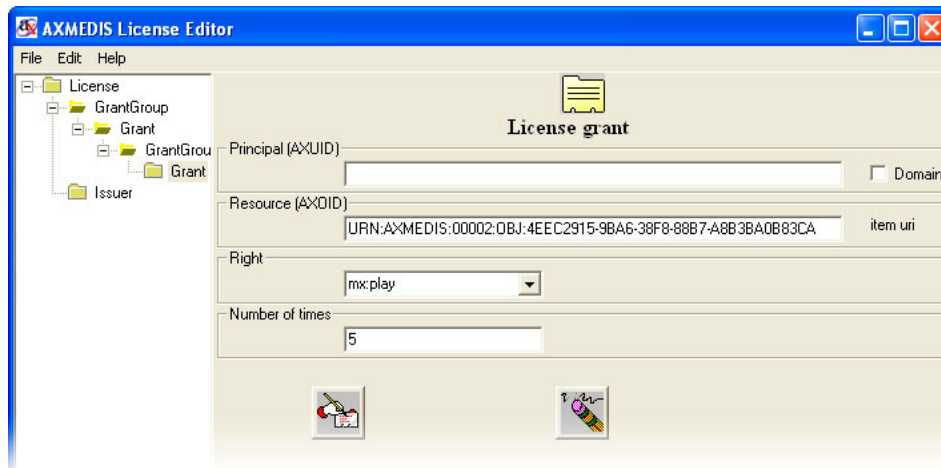 AXMEDIS License Editor
File Edit Help
License
GrantGroup
Grant
GrantGrou
Grant
Issuer
License grant
Principal (AXUID)
Domain
Resource (AXOID)
URN:AXMEDIS:00002:OBJ:4EEC2915-9BA6-38F8-88B7-A8B3BA0B83CA
item uri
Right
mx:play
Number of times
5